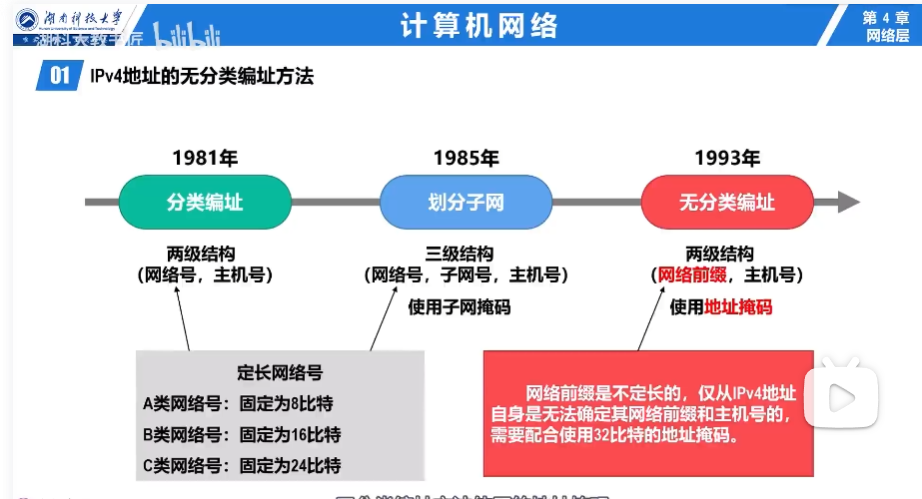 湖南科技大学
Hunan University of Science and Technology
计算机网络
第 4 章
网络层
湖科大教书匠
bilibili
01 IPv4地址的无分类编址方法
1981年 1985年 1993年
分类编址 划分子网 无分类编址
两级结构 三级结构 两级结构
(网络号，主机号) (网络号，子网号，主机号) (网络前缀，主机号)
使用子网掩码 使用地址掩码
定长网络号
A类网络号：固定为8比特
B类网络号：固定为16比特
C类网络号：固定为24比特
网络前缀是不定长的，仅从IPv4地址
自身是无法确定其网络前缀和主机号的，
需要配合使用32比特的地址掩码。